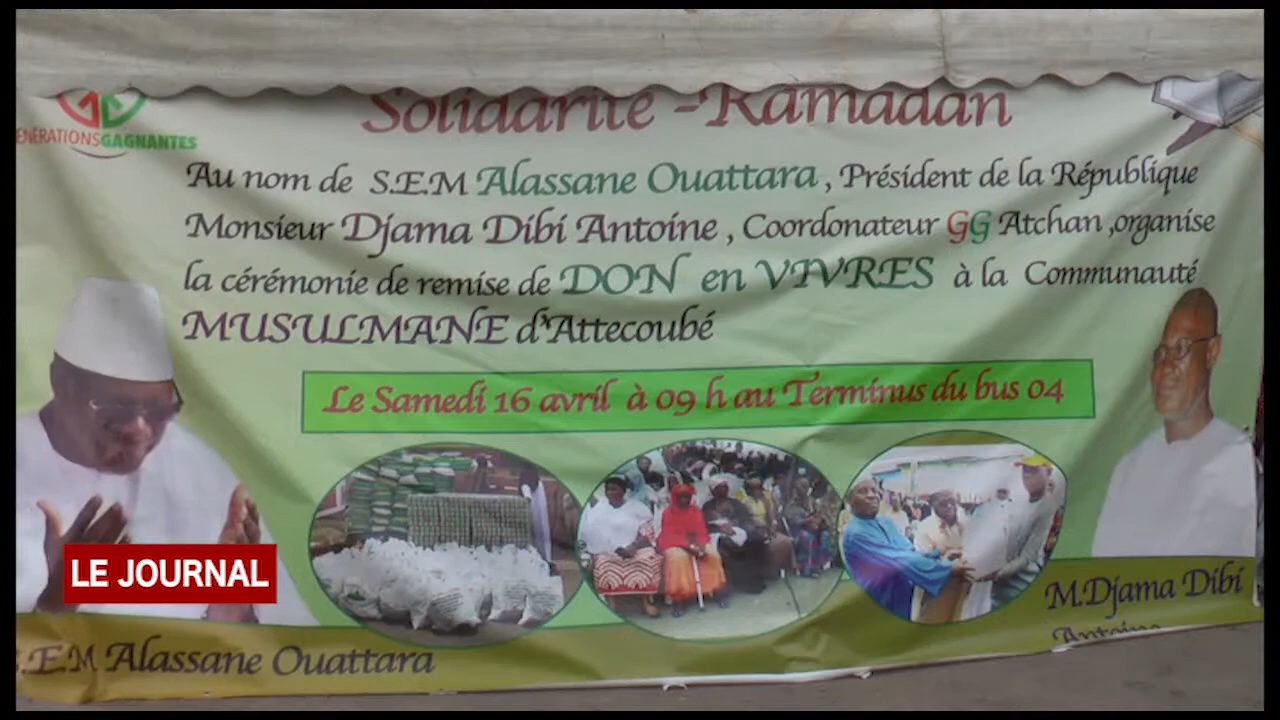 Solidarité -Ramadan
ENÉRATIONSGAGNANTES
Au nom de S.E.M Alassane Ouattara, Président de la République
Monsieur Djama Dibi Antoine, Coordonateur GG Atchan ,organise
la cérémonie de remise de DON en VIVRES à la Communauté
MUSULMANE d'Attecoubé
Le Samedi 16 avril à 09 h au Terminus du bus 04
LE JOURNAL
M.Djama Dibi
Antoine
S.E.M Alassane Ouattara